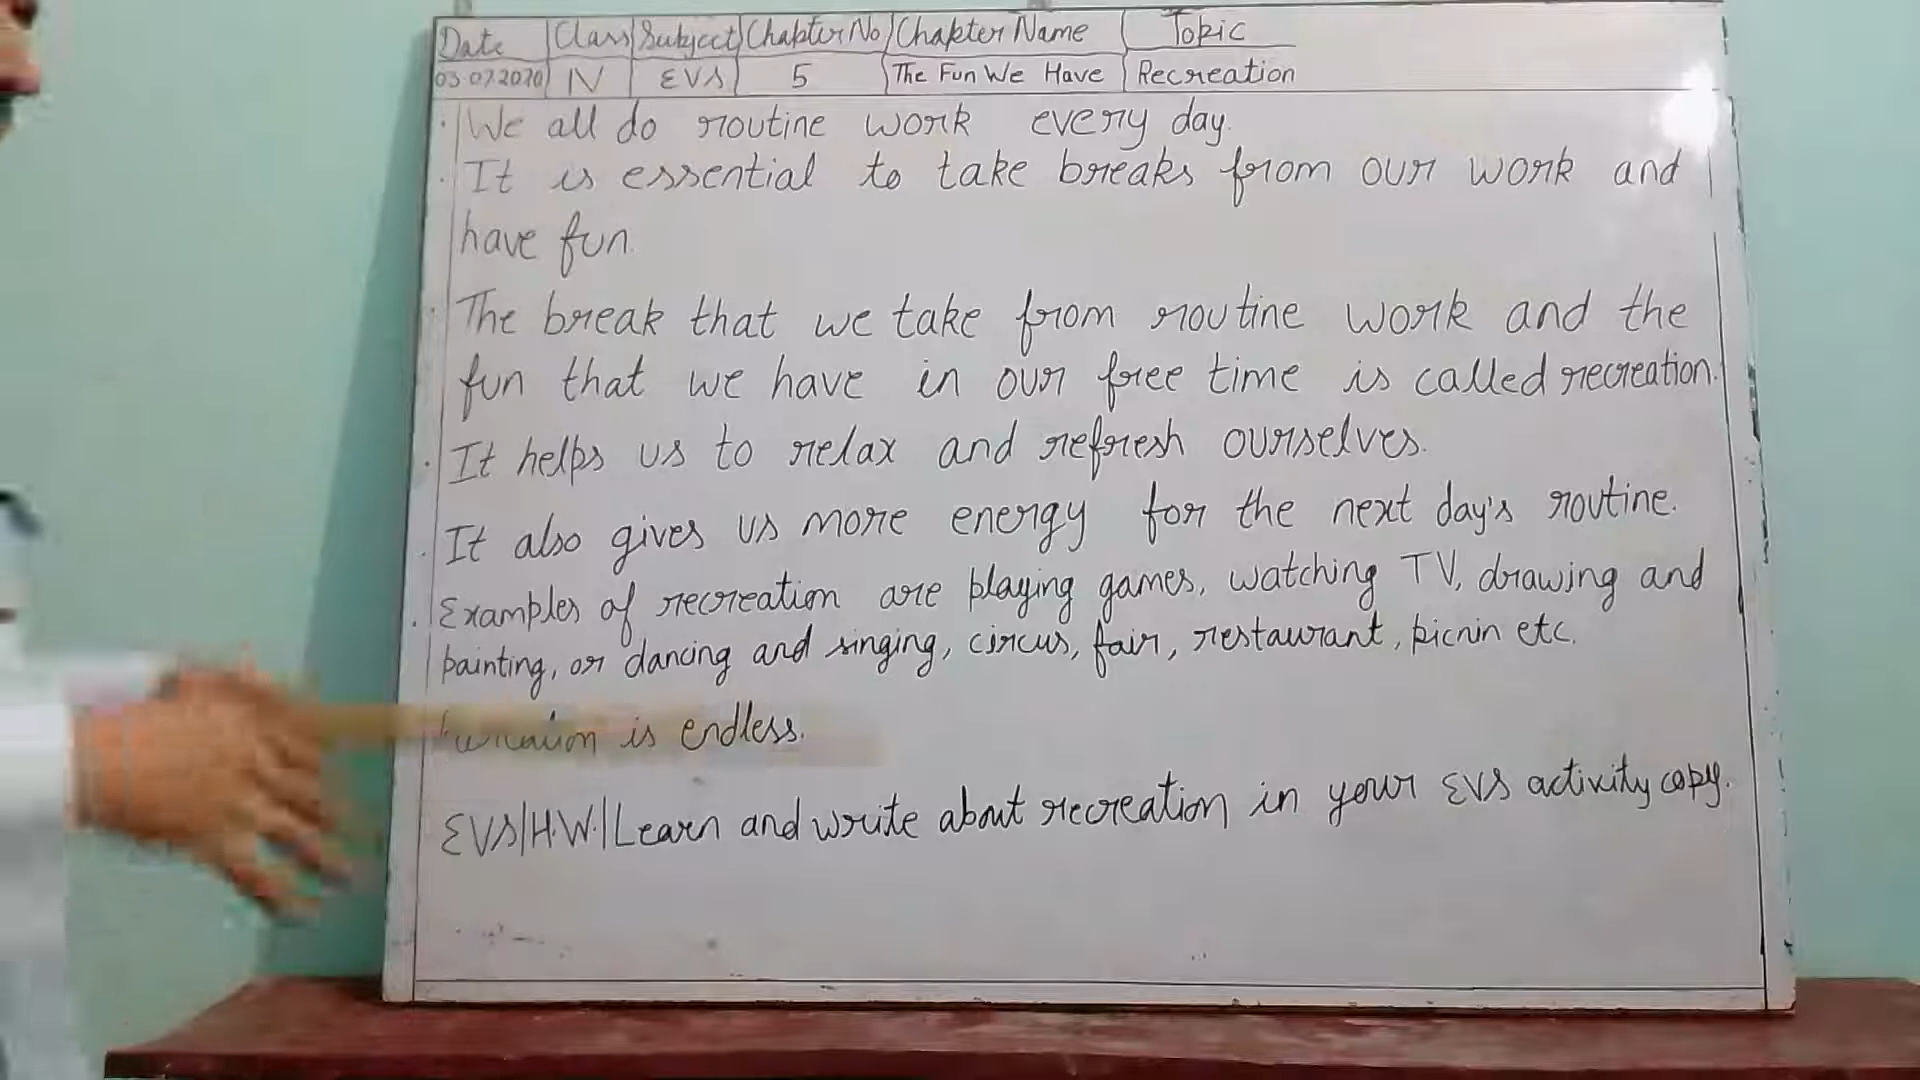 Date Class Subject Chapter No Chapter Name Topic
03.07.2020 IV EVS 5 The Fun We Have Recreation
· We all do routine work every day.
· It is essential to take breaks from our work and
have fun.
· The break that we take from routine work and the
fun that we have in our free time is called recreation.
· It helps us to relax and refresh ourselves.
· It also gives us more energy for the next day's routine.
· Examples of recreation are playing games, watching TV, drawing and
painting, or dancing and singing, circus, fair, restaurant, picnin etc.
is endless.
EVS|H.W.|Learn and write about recreation in your EVS activity copy.